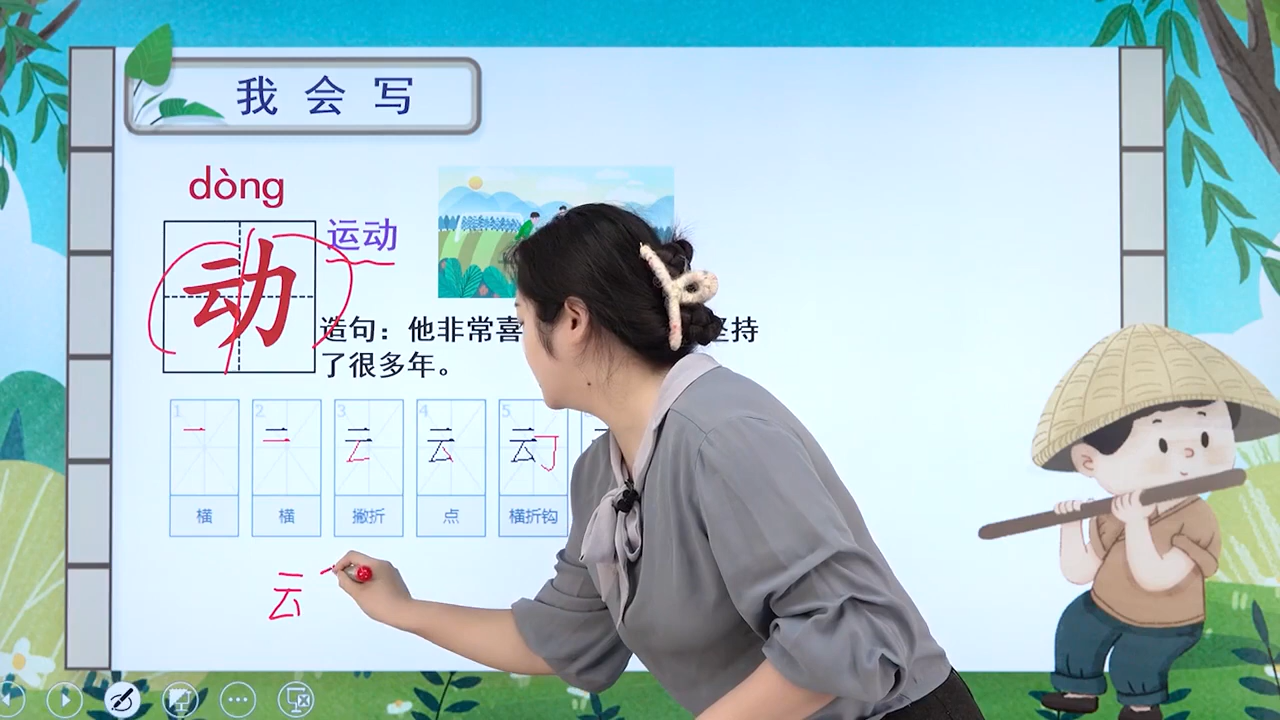 我会写
dòng
动
运动
造句：他非常喜
坚持
了很多年。
1 2 3 4 5
一 二 云 云 云㇆
横 横 撇折 点 横折钩
云